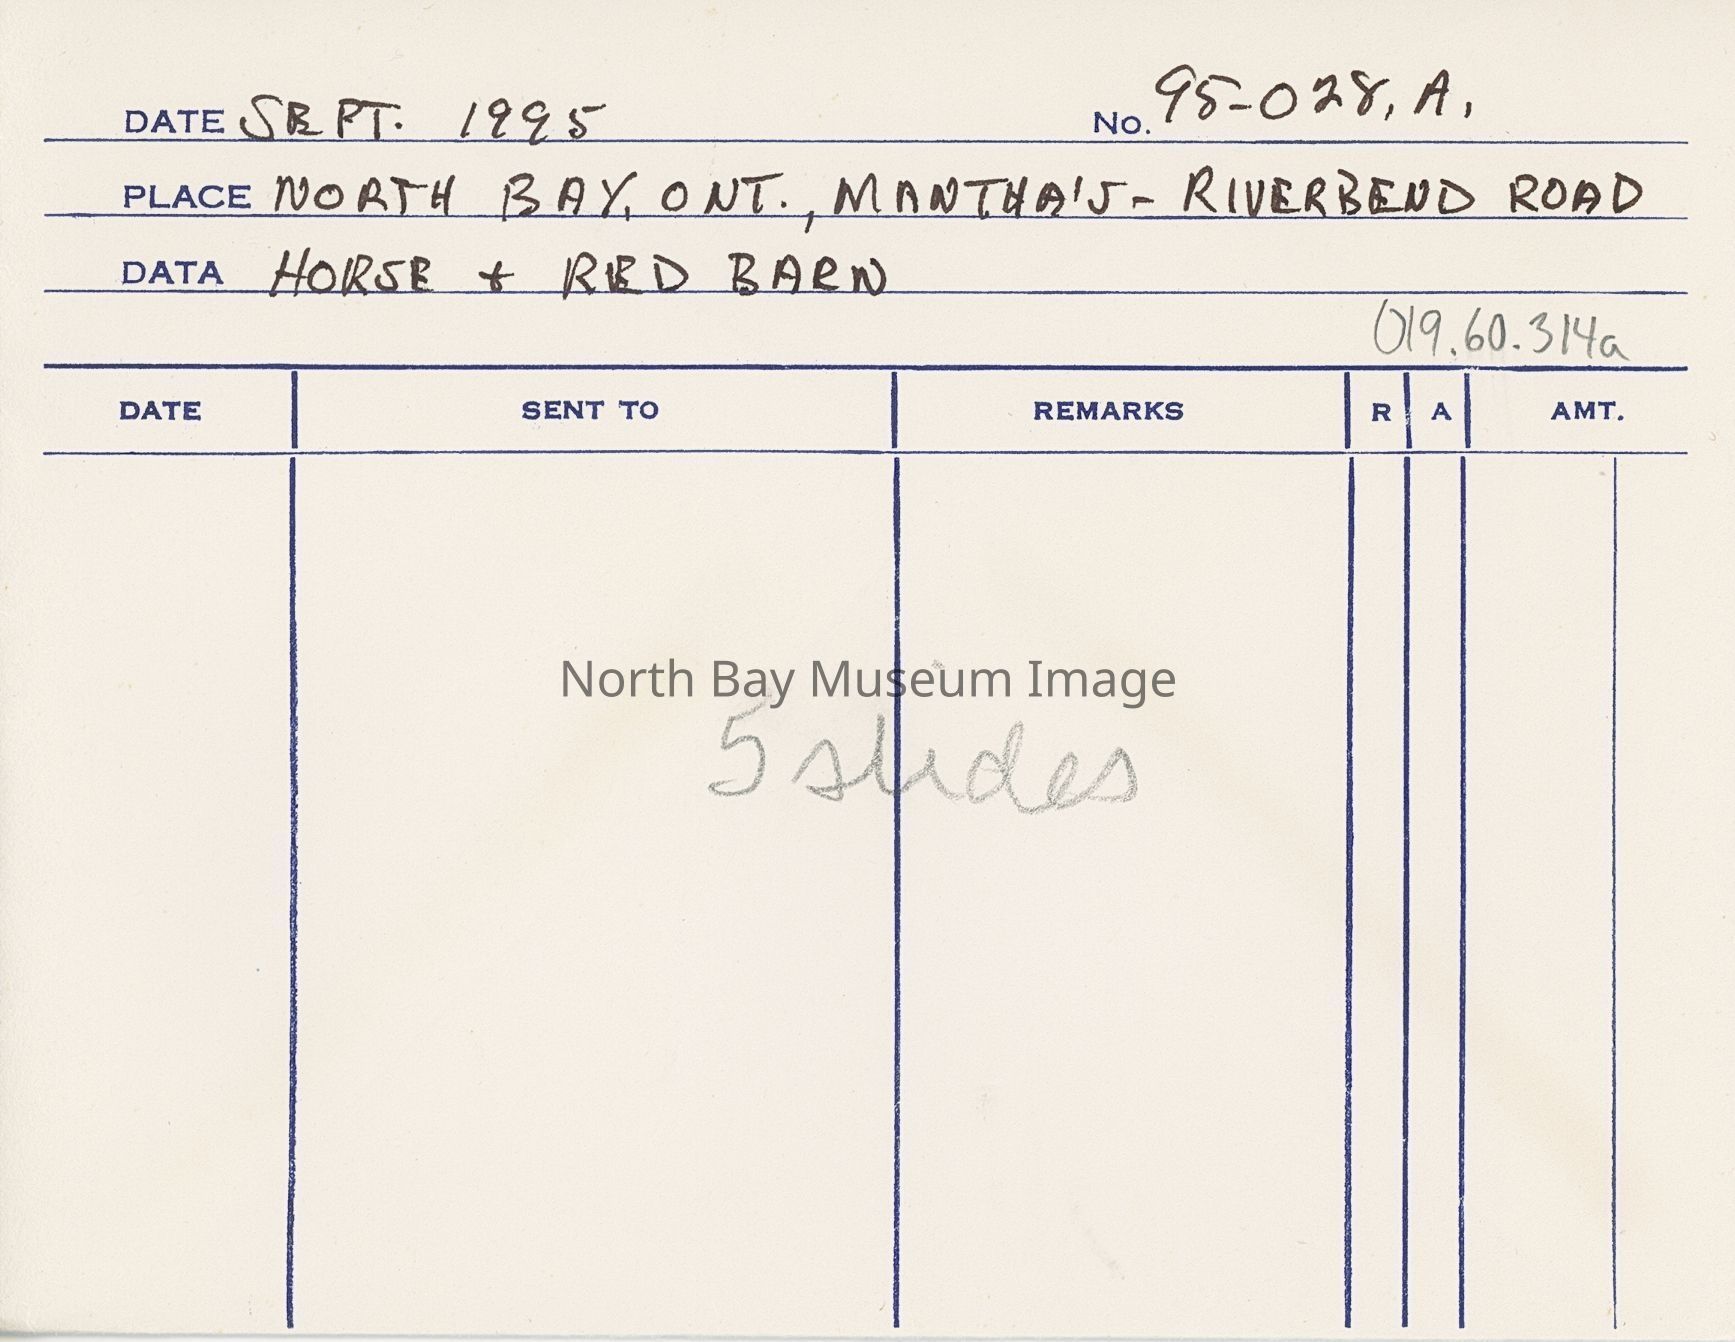 DATE SEPT. 1995 No. 95-028, A,
PLACE NORTH BAY, ONT., MANTHA'S - RIVERBEND ROAD
DATA HORSE + RED BARN
019.60.314a
DATE SENT TO REMARKS R A AMT.
North Bay Museum Image
5 slides